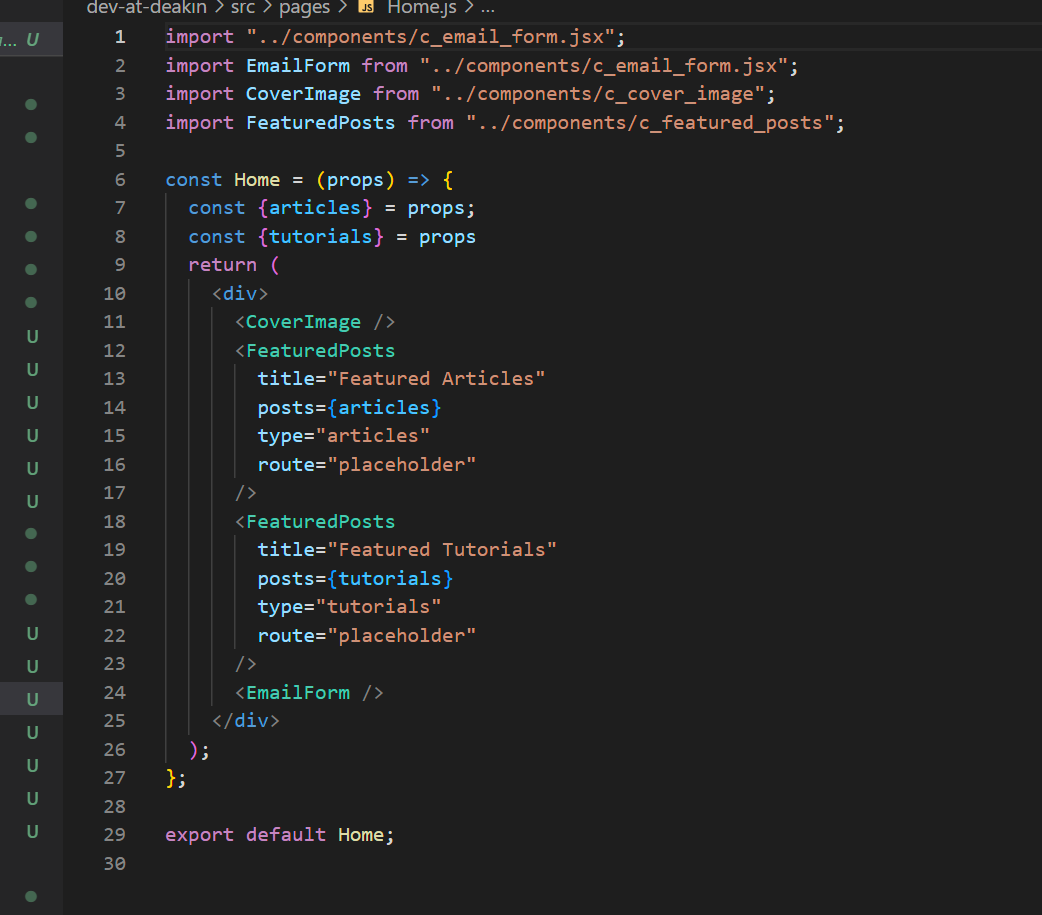 dev-at-deakin > src > pages > JS Home.js > ...
... U
1 import "../components/c_email_form.jsx";
2 import EmailForm from "../components/c_email_form.jsx";
3 import CoverImage from "../components/c_cover_image";
4 import FeaturedPosts from "../components/c_featured_posts";
5
6 const Home = (props) => {
7   const {articles} = props;
8   const {tutorials} = props
9   return (
10     <div>
U
11       <CoverImage />
12       <FeaturedPosts
U
13         title="Featured Articles"
U
14         posts={articles}
U
15         type="articles"
U
16         route="placeholder"
17       />
U
18       <FeaturedPosts
19         title="Featured Tutorials"
20         posts={tutorials}
21         type="tutorials"
22         route="placeholder"
U
23       />
U
24       <EmailForm />
U
25     </div>
U
26   );
U
27 };
U
28
U
29 export default Home;
30